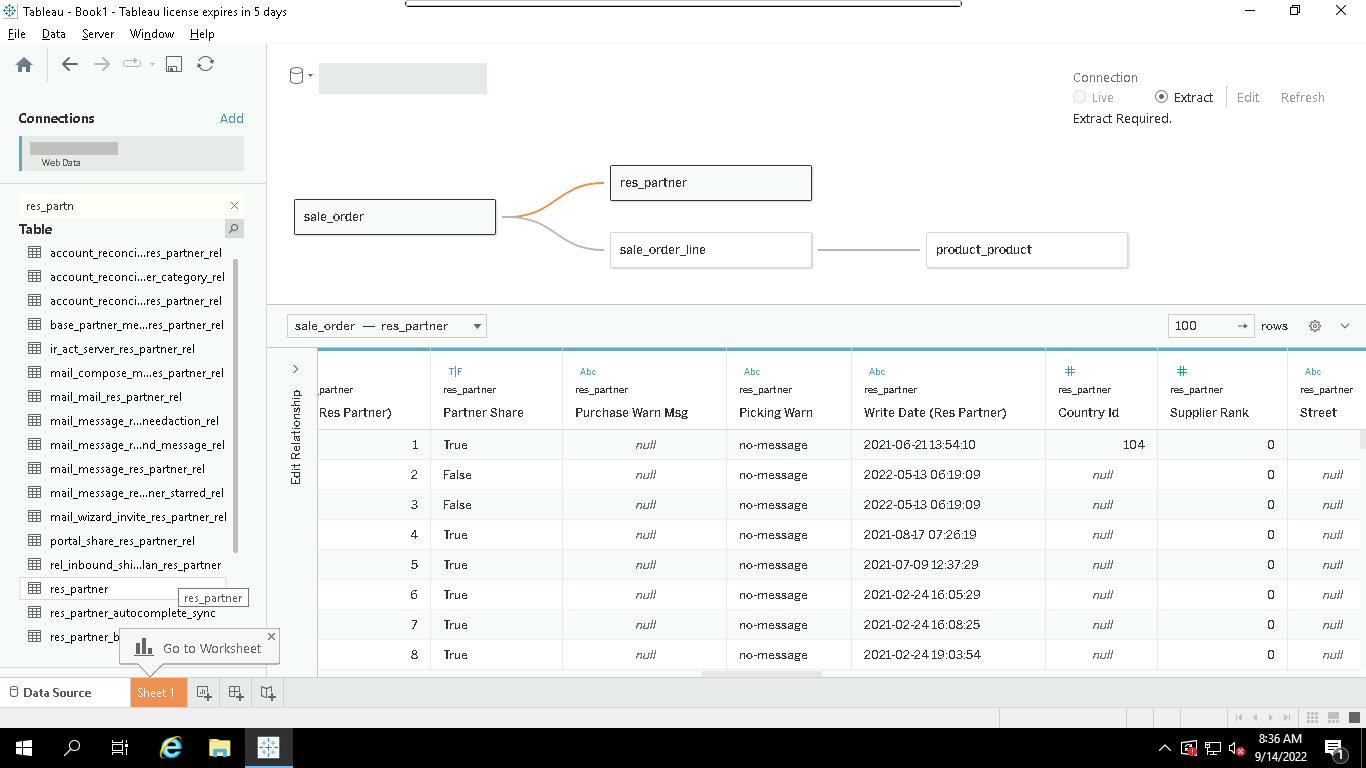 Tableau - Book1 - Tableau license expires in 5 days
File Data Server Window Help
Connections Add
Web Data
res_partn
Table
account_reconci...res_partner_rel
account_reconci...er_category_rel
account_reconci...res_partner_rel
base_partner_me...res_partner_rel
ir_act_server_res_partner_rel
mail_compose_m...es_partner_rel
mail_mail_res_partner_rel
mail_message_r...needaction_rel
mail_message_r...nd_message_rel
mail_message_res_partner_rel
mail_message_re...ner_starred_rel
mail_wizard_invite_res_partner_rel
portal_share_res_partner_rel
rel_inbound_shi...lan_res_partner
res_partner
res_partner
res_partner_autocomplete_sync
res_partner_b
Go to Worksheet
Connection
Live Extract Edit Refresh
Extract Required.
res_partner
sale_order
sale_order_line
product_product
sale_order — res_partner
100 rows
Edit Relationship
T|F Abc Abc Abc # # Abc
_partner res_partner res_partner res_partner res_partner res_partner res_partner res_partner
(Res Partner) Partner Share Purchase Warn Msg Picking Warn Write Date (Res Partner) Country Id Supplier Rank Street
1 True null no-message 2021-06-21 13:54:10 104 0
2 False null no-message 2022-05-13 06:19:09 null 0 null
3 False null no-message 2022-05-13 06:19:09 null 0 null
4 True null no-message 2021-08-17 07:26:19 null 0 null
5 True null no-message 2021-07-09 12:37:29 null 0 null
6 True null no-message 2021-02-24 16:05:29 null 0 null
7 True null no-message 2021-02-24 16:08:25 null 0 null
8 True null no-message 2021-02-24 19:03:54 null 0 null
Data Source Sheet 1
8:36 AM
9/14/2022
1